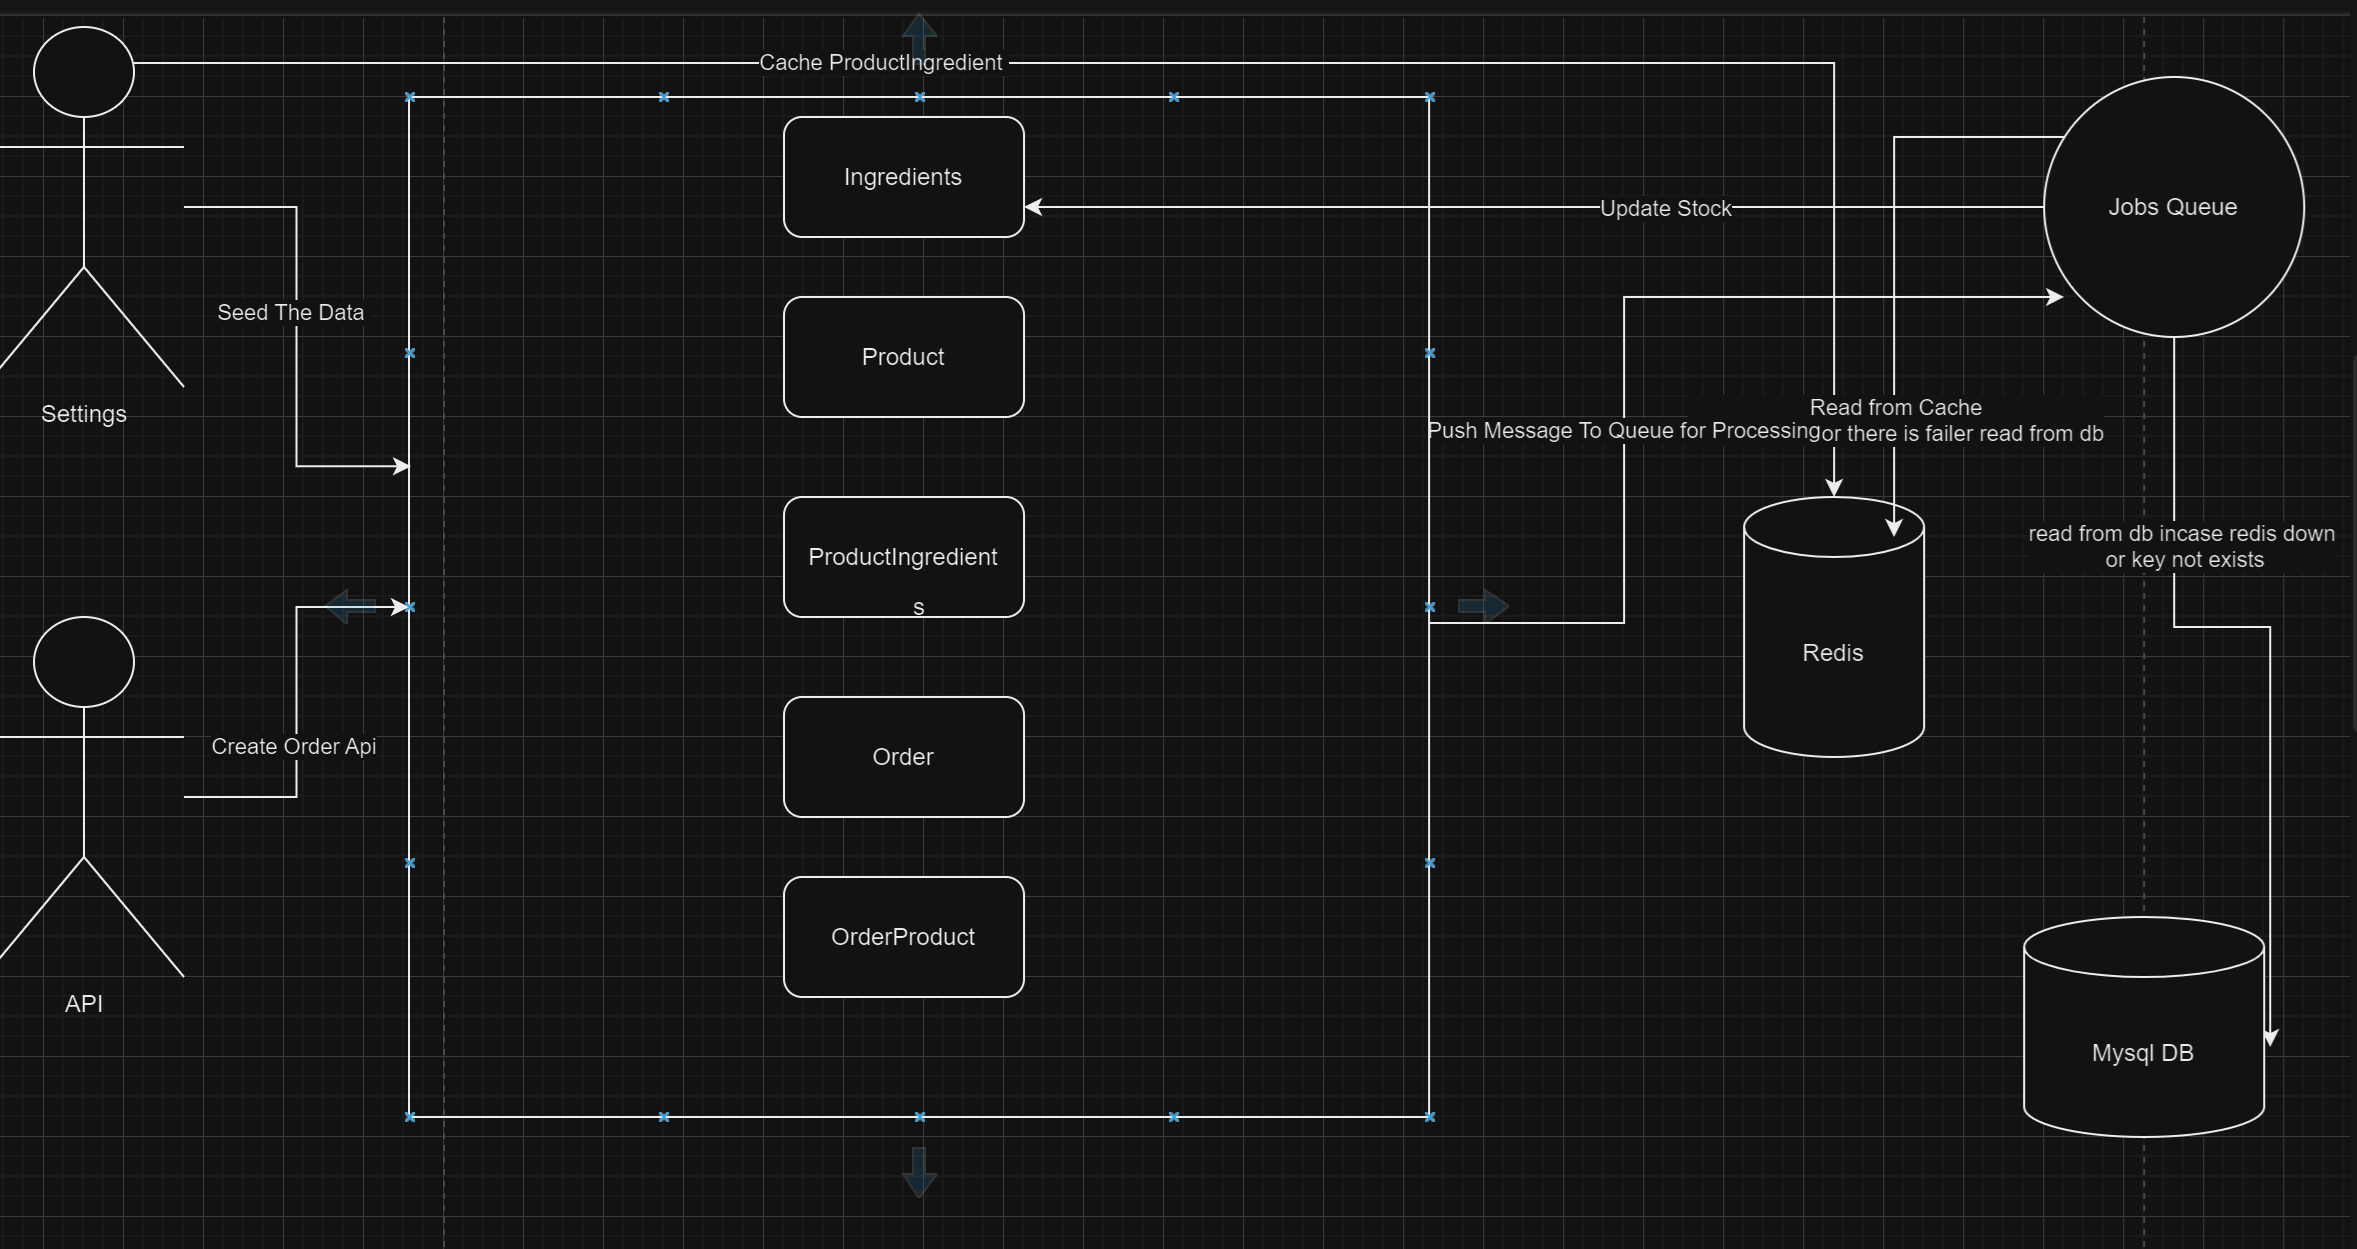 Cache ProductIngredient
Ingredients
Update Stock
Jobs Queue
Seed The Data
Product
Settings
Read from Cache
or there is failer read from db
Push Message To Queue for Processing
read from db incase redis down
or key not exists
ProductIngredient
s
Redis
Create Order Api
Order
OrderProduct
API
Mysql DB